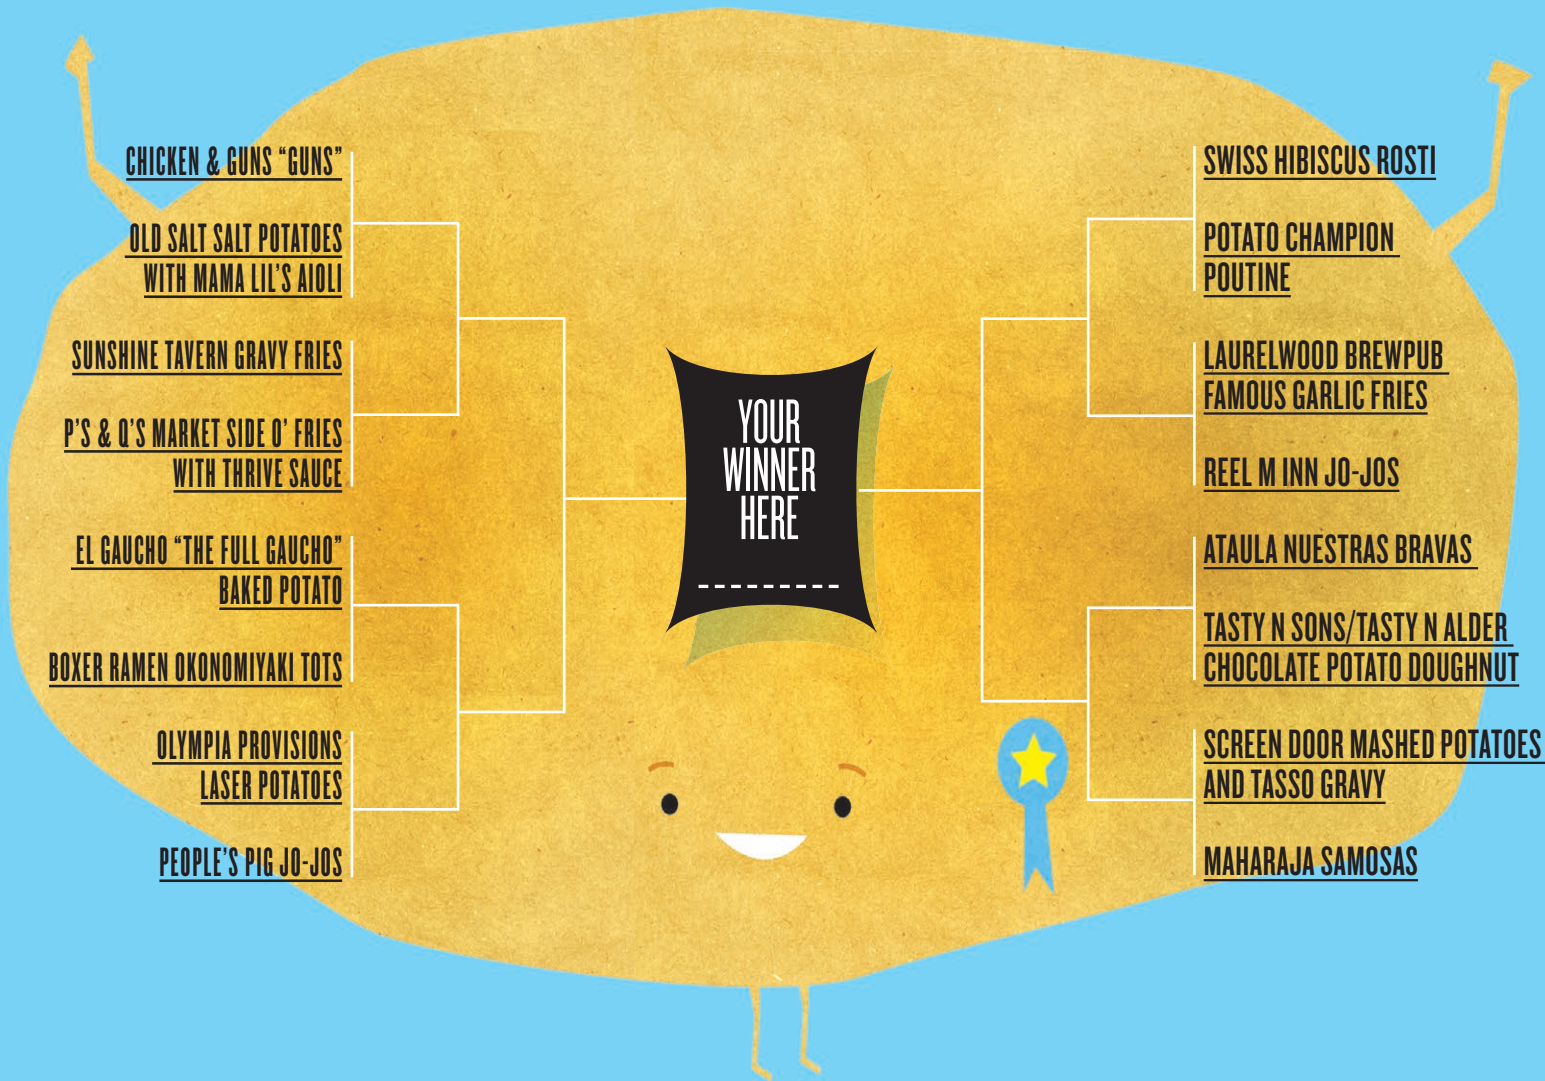 CHICKEN & GUNS “GUNS”
OLD SALT SALT POTATOES
WITH MAMA LIL’S AIOLI
SUNSHINE TAVERN GRAVY FRIES
P’S & Q’S MARKET SIDE O’ FRIES
WITH THRIVE SAUCE
EL GAUCHO “THE FULL GAUCHO”
BAKED POTATO
BOXER RAMEN OKONOMIYAKI TOTS
OLYMPIA PROVISIONS
LASER POTATOES
PEOPLE’S PIG JO-JOS
YOUR
WINNER
HERE
SWISS HIBISCUS ROSTI
POTATO CHAMPION
POUTINE
LAURELWOOD BREWPUB
FAMOUS GARLIC FRIES
REEL M INN JO-JOS
ATAULA NUESTRAS BRAVAS
TASTY N SONS/TASTY N ALDER
CHOCOLATE POTATO DOUGHNUT
SCREEN DOOR MASHED POTATOES
AND TASSO GRAVY
MAHARAJA SAMOSAS